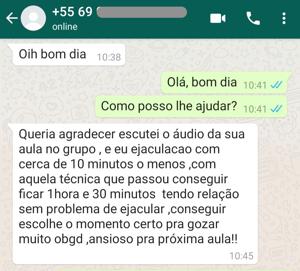 +55 69
online
Oih bom dia 10:38
Olá, bom dia 10:41
Como posso lhe ajudar? 10:41
Queria agradecer escutei o áudio da sua
aula no grupo , e eu ejaculacao com
cerca de 10 minutos o menos ,com
aquela técnica que passou conseguir
ficar 1hora e 30 minutos tendo relação
sem problema de ejacular ,conseguir
escolhe o momento certo pra gozar
muito obgd ,ansioso pra próxima aula!!
10:45